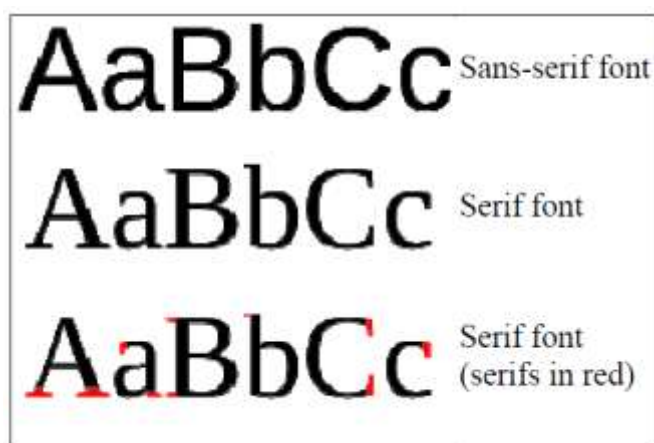 AaBbCc Sans-serif font
AaBbCc Serif font
AaBbCc Serif font
(serifs in red)